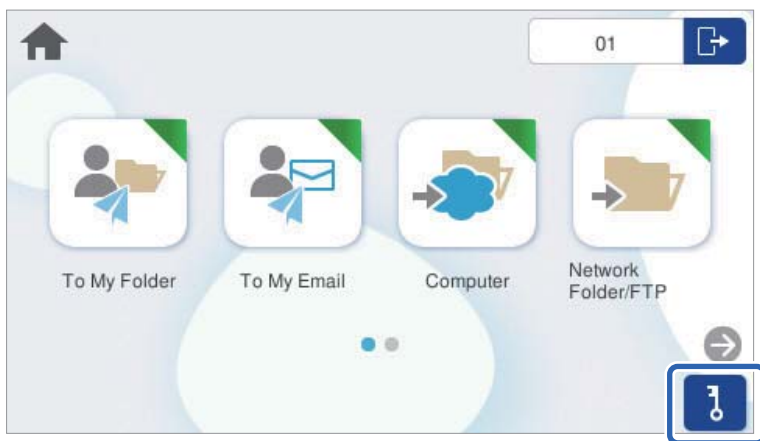 01
To My Folder
To My Email
Computer
Network
Folder/FTP